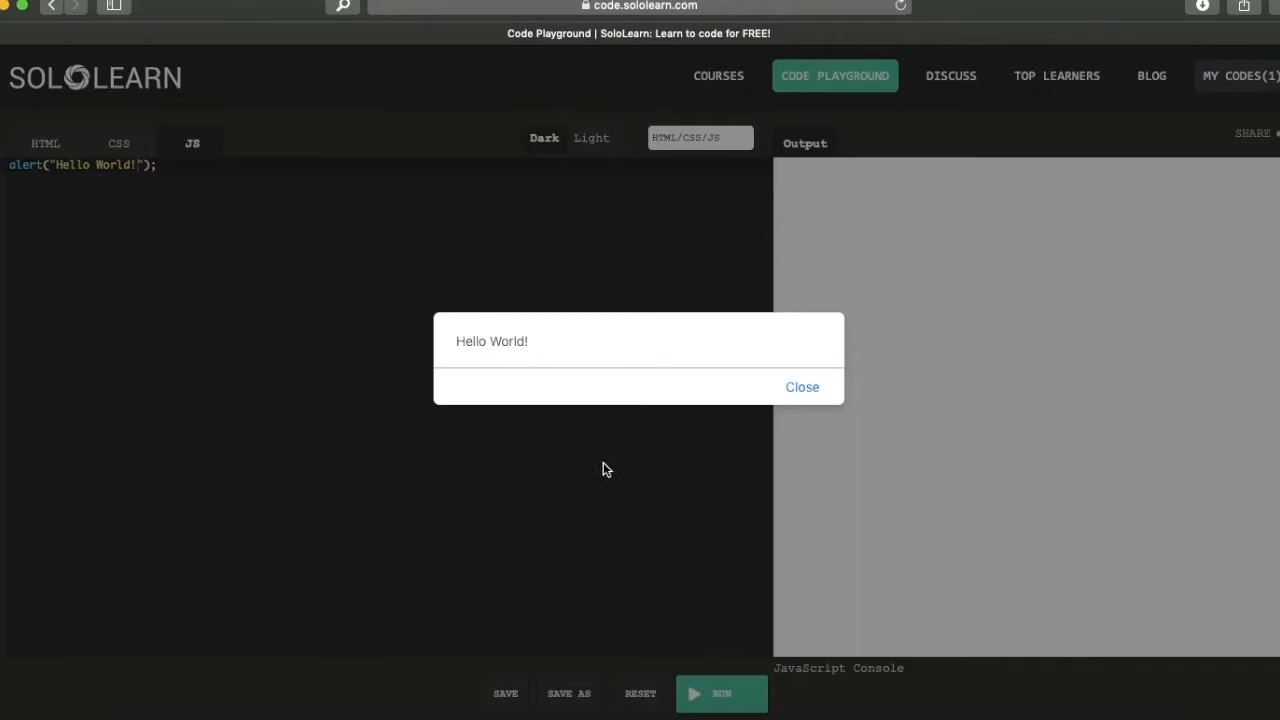 code.sololearn.com
Code Playground | SoloLearn: Learn to code for FREE!
SOLOLEARN
COURSES
CODE PLAYGROUND
DISCUSS
TOP LEARNERS
BLOG
MY CODES(1)
HTML
CSS
JS
Dark
Light
HTML/CSS/JS
Output
SHARE
alert("Hello World!");
Hello World!
Close
JavaScript Console
SAVE
SAVE AS
RESET
RUN